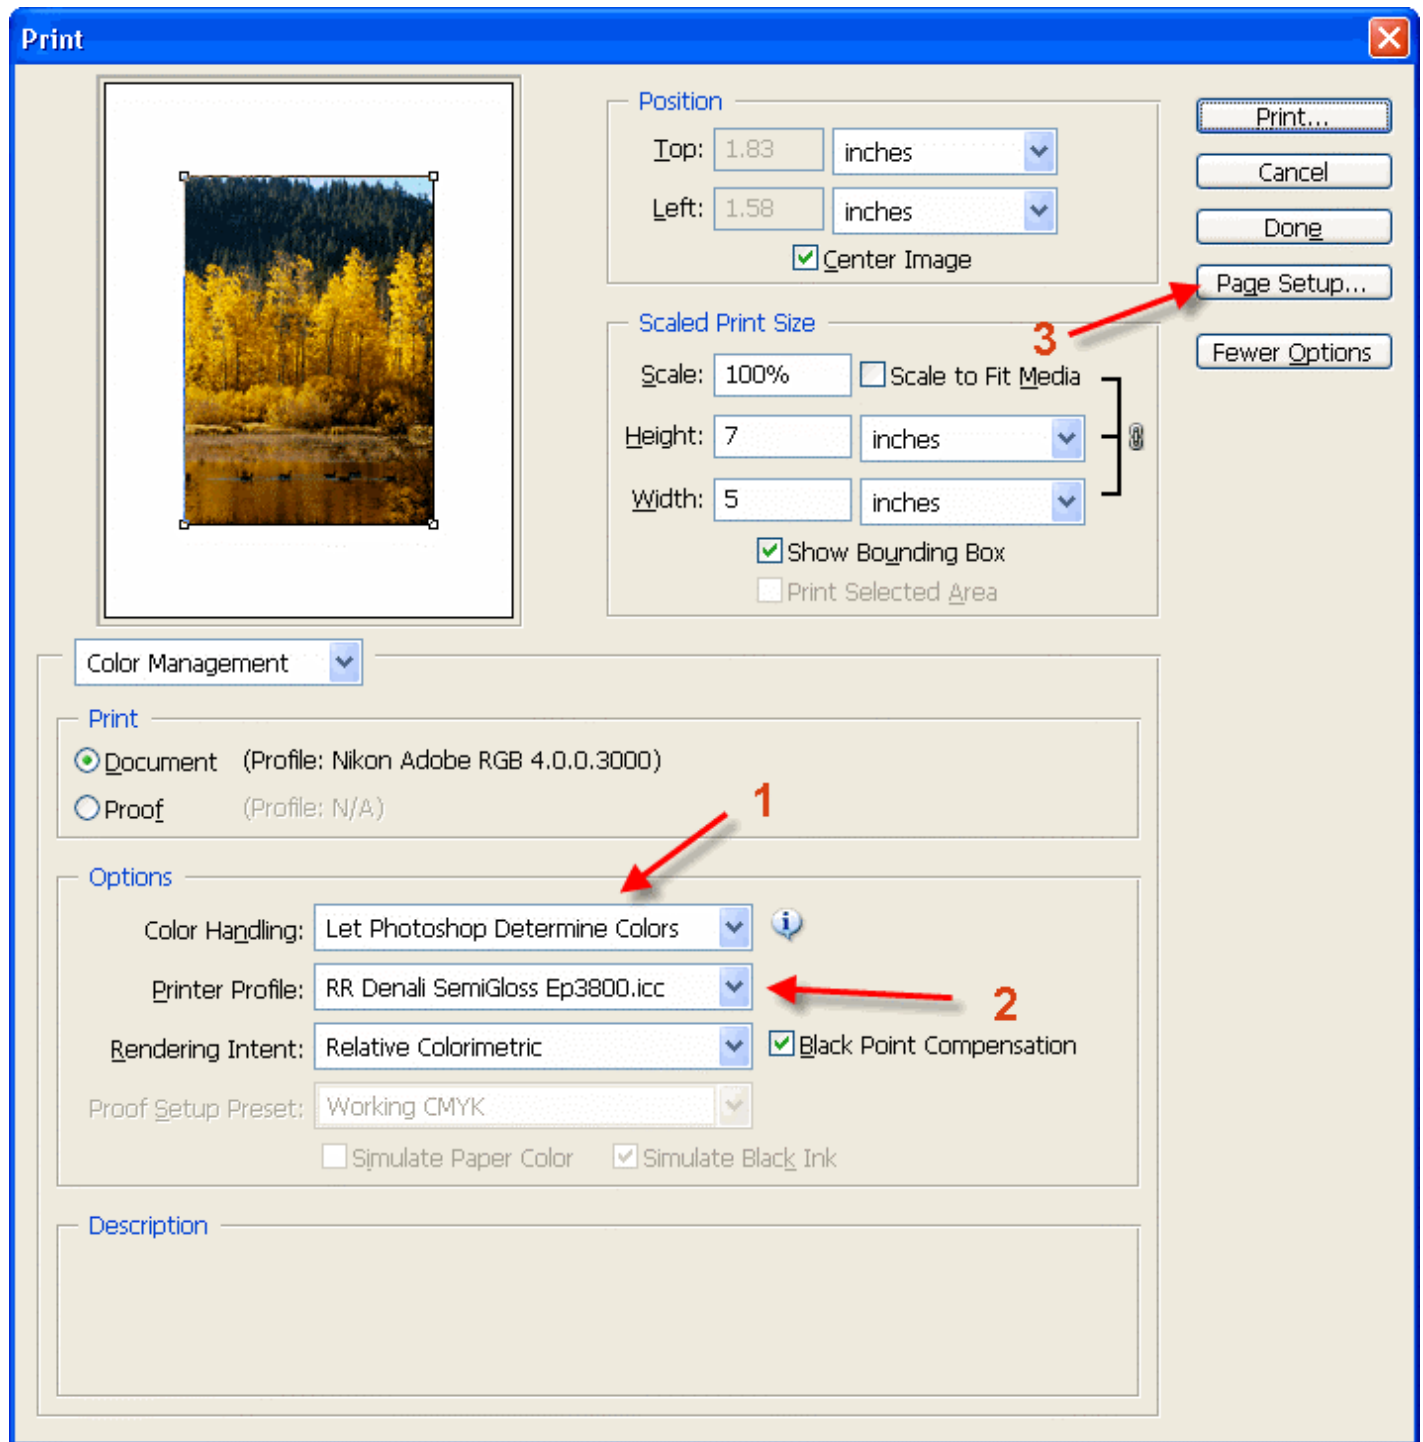 Print
Position
Top: 1.83 inches
Left: 1.58 inches
Center Image
Print...
Cancel
Done
Page Setup...
Fewer Options
3
Scaled Print Size
Scale: 100% Scale to Fit Media
Height: 7 inches
Width: 5 inches
Show Bounding Box
Print Selected Area
Color Management
Print
Document (Profile: Nikon Adobe RGB 4.0.0.3000)
Proof (Profile: N/A)
1
Options
Color Handling: Let Photoshop Determine Colors
Printer Profile: RR Denali SemiGloss Ep3800.icc
2
Rendering Intent: Relative Colorimetric Black Point Compensation
Proof Setup Preset: Working CMYK
Simulate Paper Color Simulate Black Ink
Description